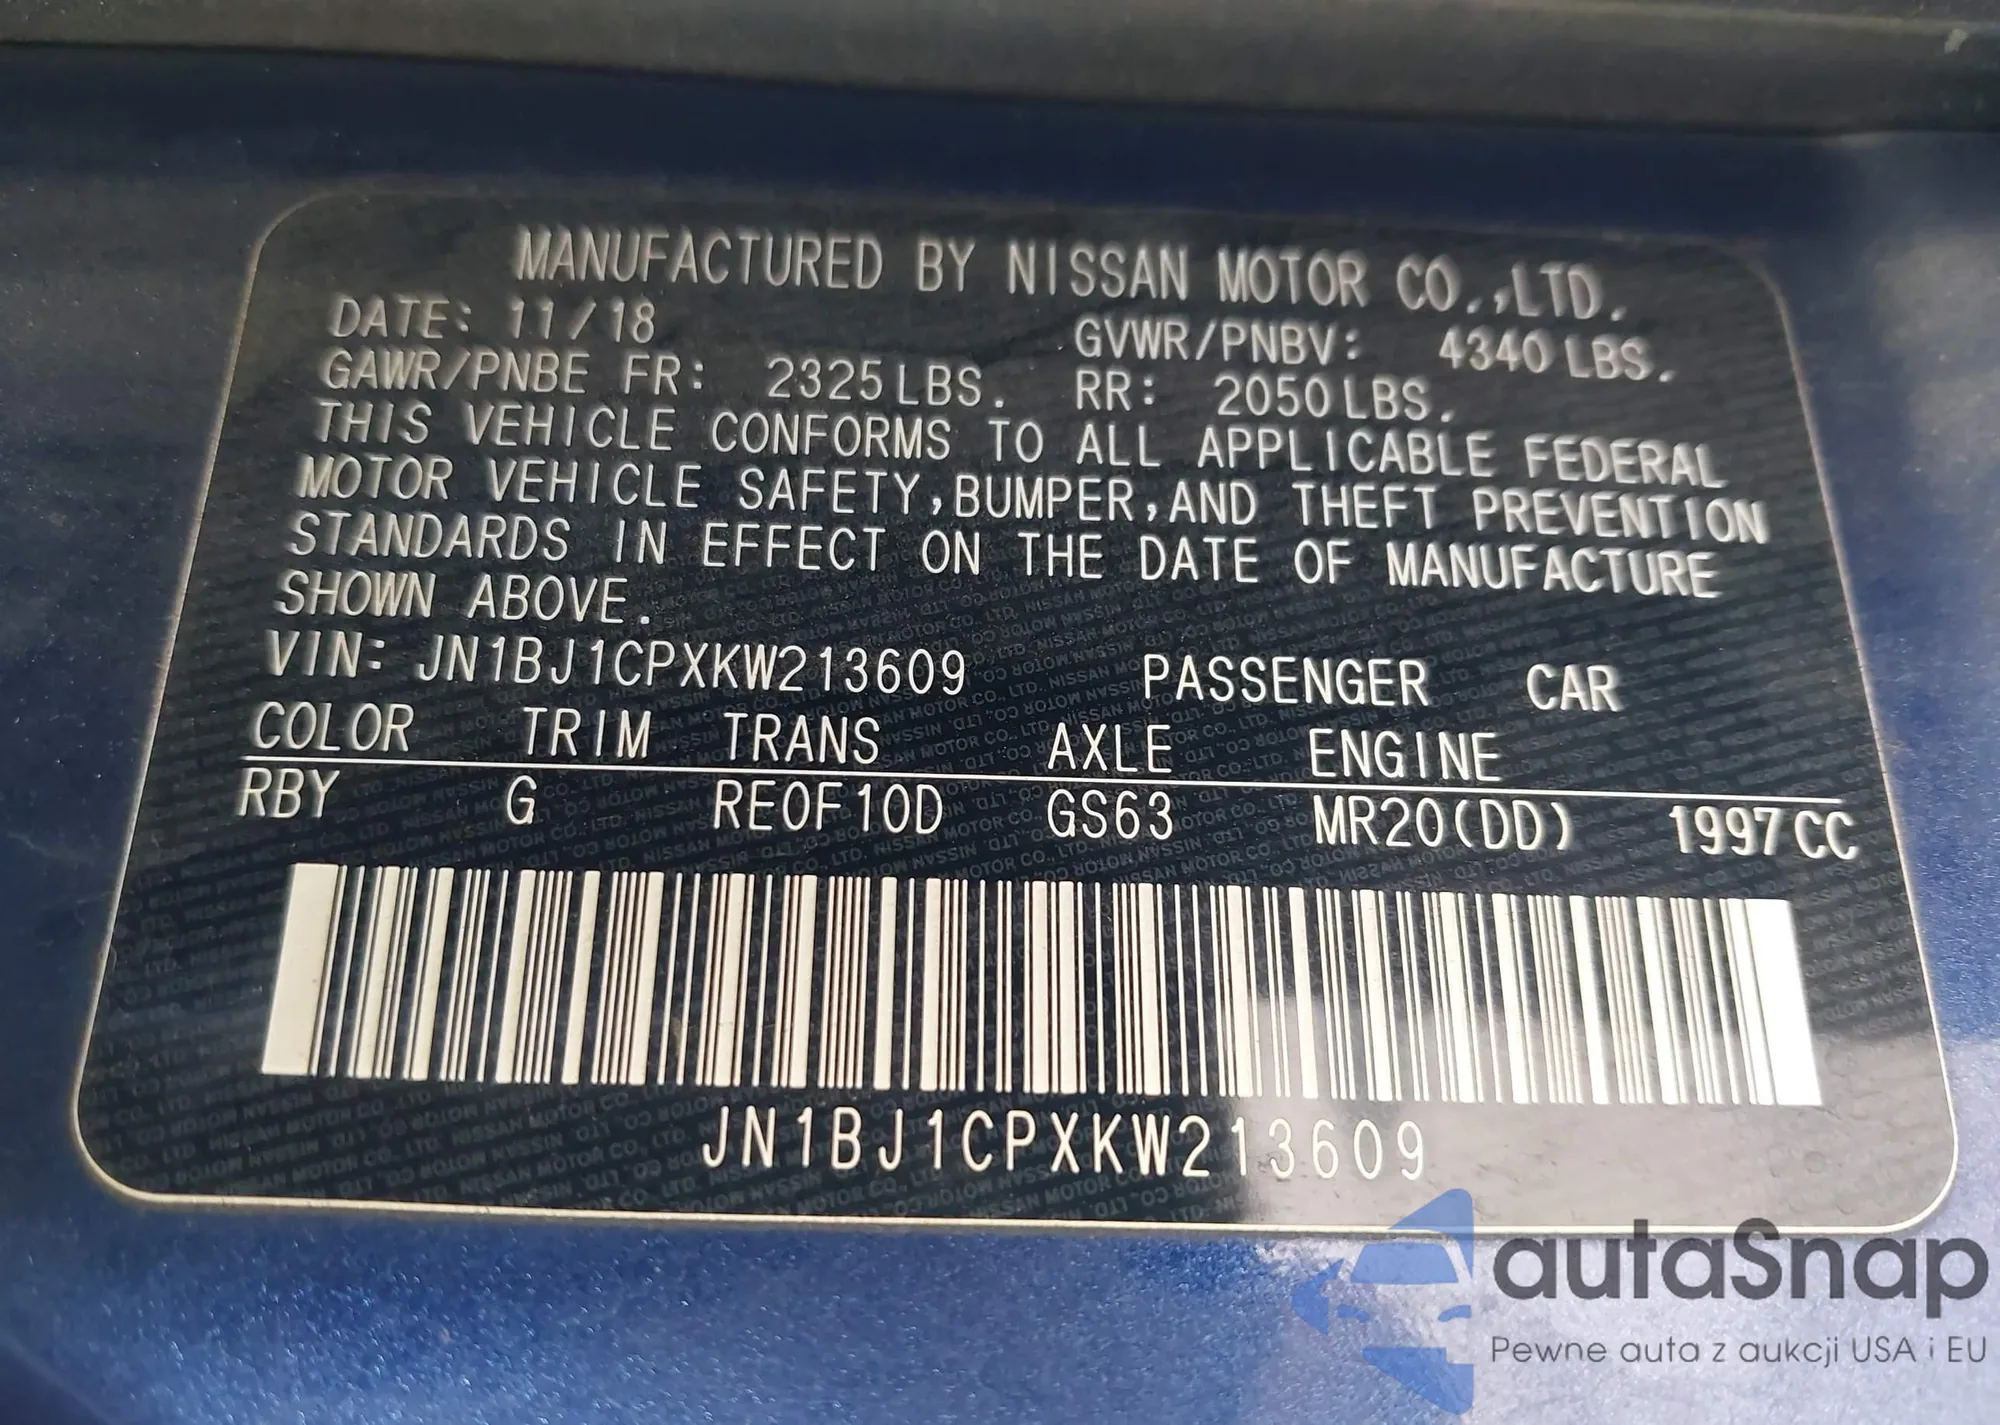 MANUFACTURED BY NISSAN MOTOR CO.,LTD.
DATE: 11/18 GVWR/PNBV: 4340 LBS.
GAWR/PNBE FR: 2325 LBS. RR: 2050 LBS.
THIS VEHICLE CONFORMS TO ALL APPLICABLE FEDERAL
MOTOR VEHICLE SAFETY,BUMPER,AND THEFT PREVENTION
STANDARDS IN EFFECT ON THE DATE OF MANUFACTURE
SHOWN ABOVE.
VIN: JN1BJ1CPXKW213609 PASSENGER CAR
COLOR TRIM TRANS AXLE ENGINE
RBY G RE0F10D GS63 MR20(DD) 1997 CC
JN1BJ1CPXKW213609
autaSnap
Pewne auta z aukcji USA i EU